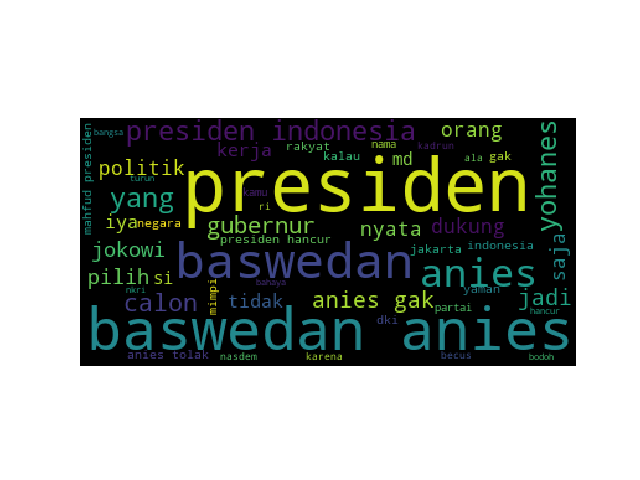 bangsa
presiden indonesia
orang
yohanes
mahfud presiden
kerja
rakyat
nama
kadrun
kalau
md
ala
gak
politik
turun
presiden
yang
kamu
ri
iya
negara
gubernur
nyata
dukung
presiden hancur
jokowi
baswedan
jakarta
indonesia
saja
pilih
si
anies
nkri
bahaya
mimpi
yaman
calon
tidak
anies gak
partai
jadi
hancur
baswedan anies
dki
anies tolak
nasdem
karena
becus
bodoh